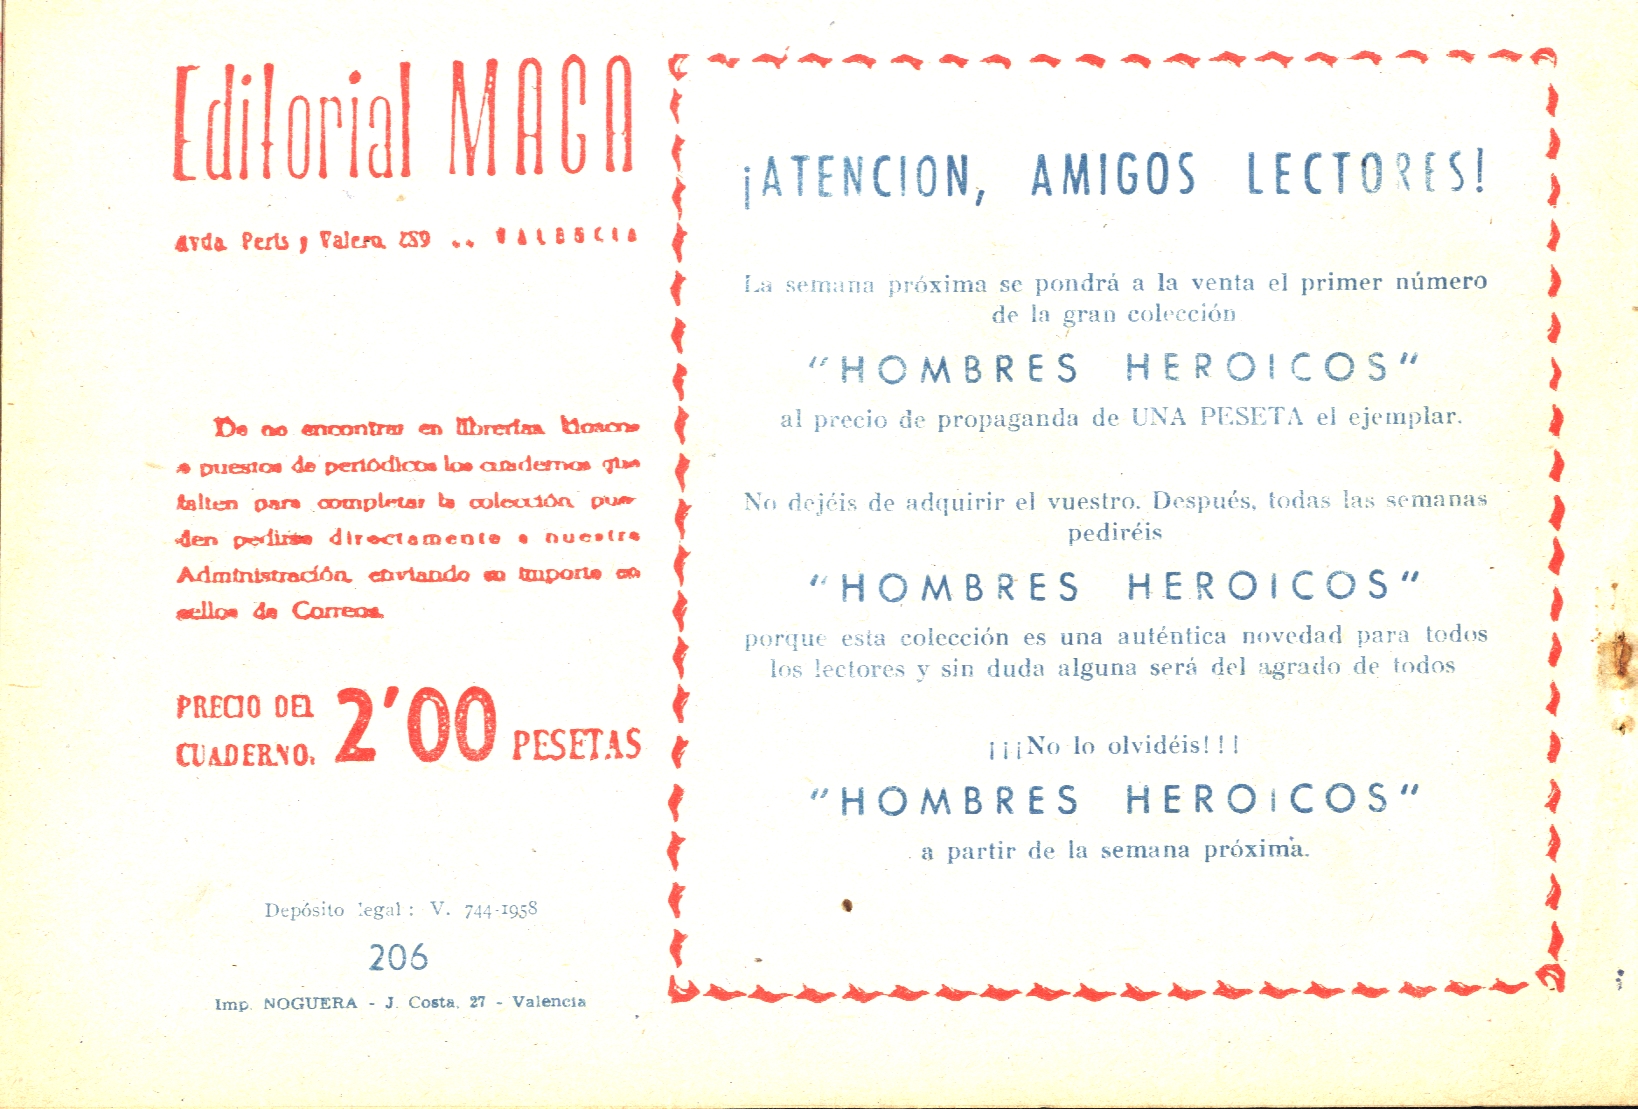 Editorial MAGA
Avda. Peris y Valero, 259 -- VALENCIA
De no encontrar en librerías, kioscos
o puestos de periódicos los cuadernos que
falten para completar la colección, pue-
den pedirse directamente a nuestra
Administración, enviando su importe en
sellos de Correos.
PRECIO DEL
CUADERNO, 2'00 PESETAS
Depósito legal: V. 744-1958
206
Imp. NOGUERA - J. Costa, 27 - Valencia
¡ATENCION, AMIGOS LECTORES!
La semana próxima se pondrá a la venta el primer número
de la gran colección
"HOMBRES HEROICOS"
al precio de propaganda de UNA PESETA el ejemplar.
No dejéis de adquirir el vuestro. Después, todas las semanas
pediréis
"HOMBRES HEROICOS"
porque esta colección es una auténtica novedad para todos
los lectores y sin duda alguna será del agrado de todos
¡¡¡No lo olvidéis!!!
"HOMBRES HEROICOS"
a partir de la semana próxima.